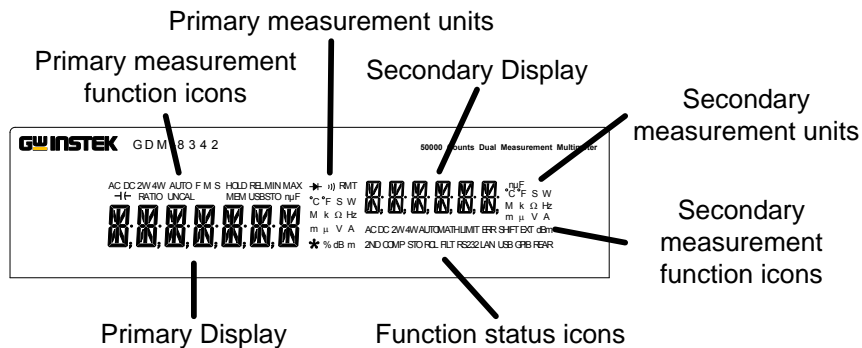 Primary measurement units
Primary measurement function icons
Secondary Display
Secondary measurement units
GW INSTEK GDM 8342
50000 Counts Dual Measurement Multimeter
AC DC 2W 4W AUTO F M S HOLD REL MIN MAX RMT
RATIO UNCAL MEM USB STO nμF
°C °F S W
M k Ω Hz
m μ V A
% dB m
nμF
°C °F S W
M k Ω Hz
m μ V A
AC DC 2W 4W AUTO MATH LIMIT ERR SHIFT EXT dBm
2ND COMP STO RCL FILT RS232 LAN USB GPIB REAR
Secondary measurement function icons
Primary Display
Function status icons